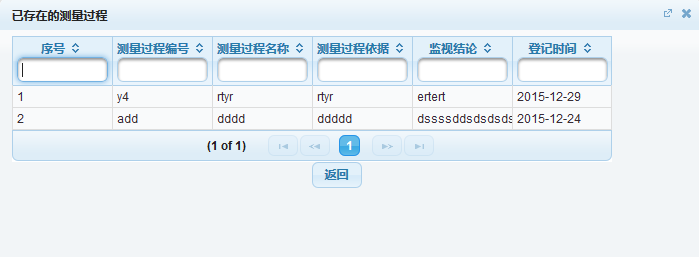 已存在的测量过程
序号 测量过程编号 测量过程名称 测量过程依据 监视结论 登记时间
1 y4 rtyr rtyr ertert 2015-12-29
2 add dddd ddddd dssssddsdsdsds 2015-12-24
(1 of 1) 1
返回